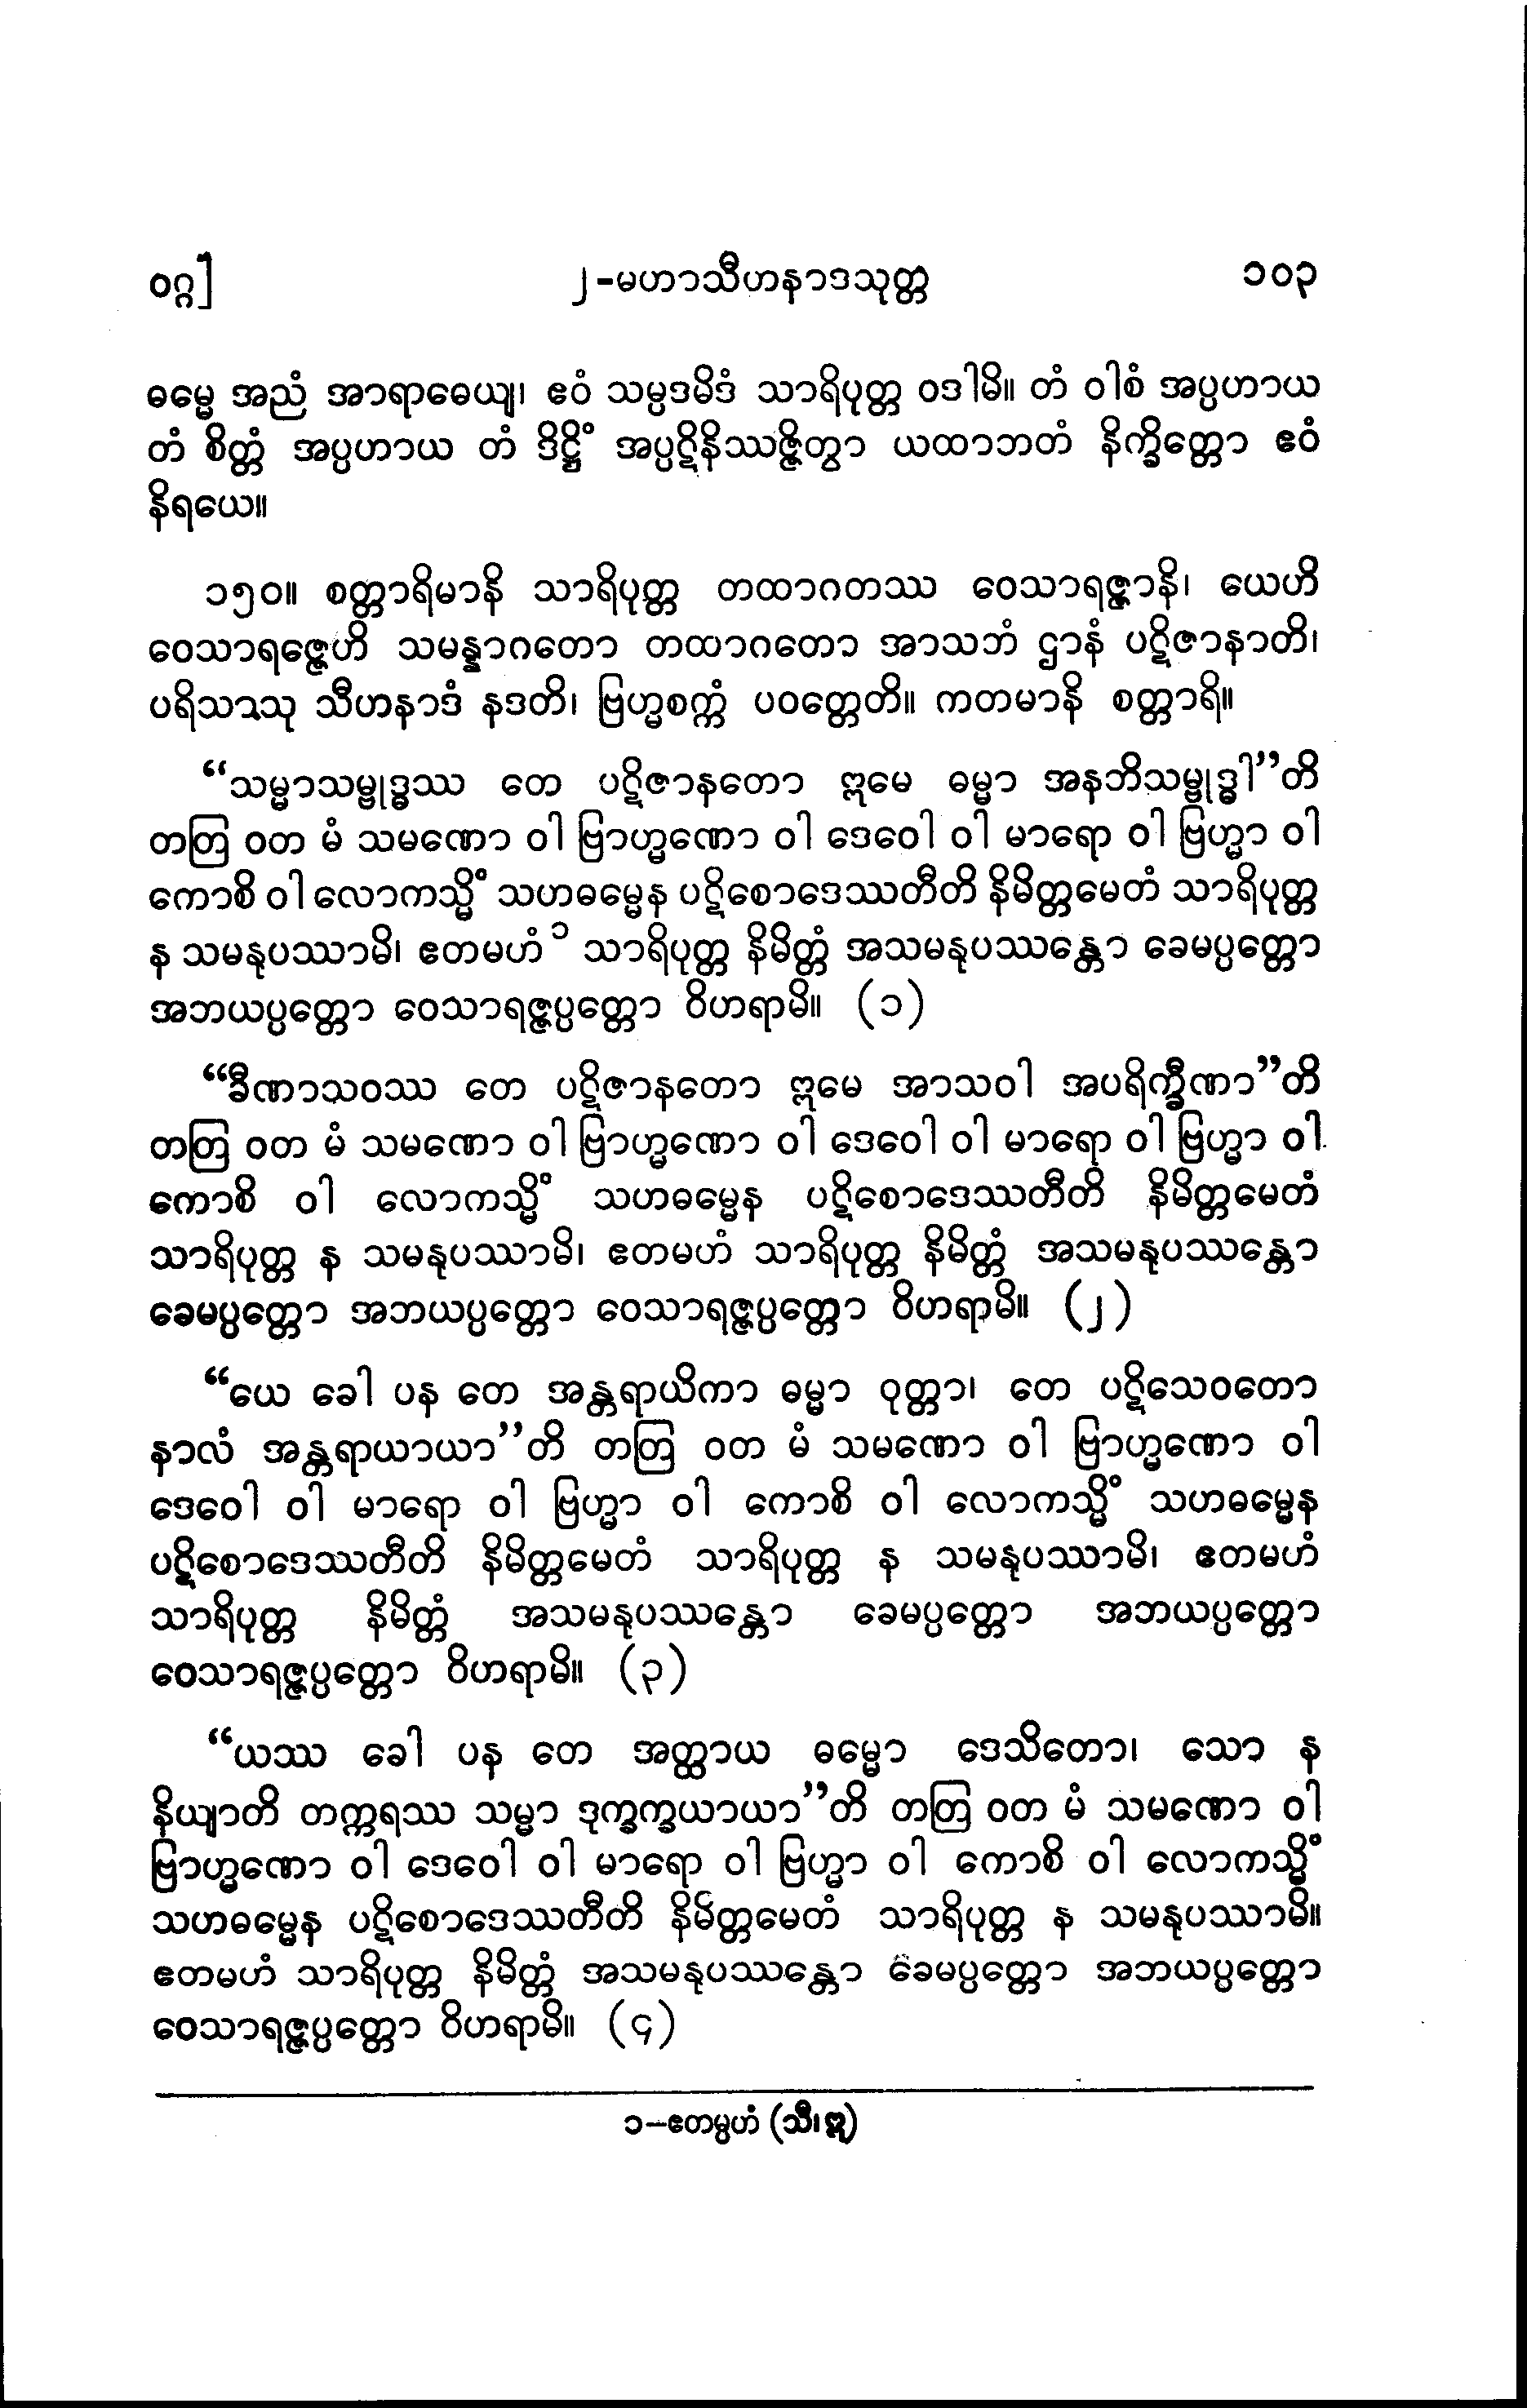 ဝဂ္ဂ]
၂-မဟာသီဟနာဒသုတ္တ
၁၀၃
ဓမ္မေ အညံ အာရာဓေယျ၊ ဧဝံ သမ္ပဒမိဒံ သာရိပုတ္တ ဝဒါမိ။ တံ ဝါစံ အပ္ပဟာယ
တံ စိတ္တံ အပ္ပဟာယ တံ ဒိဋ္ဌိံ အပ္ပဋိနိဿဇ္ဇိတွာ ယထာဘတံ နိက္ခိတ္တော ဧဝံ
နိရယေ။
၁၅၀။ စတ္တာရိမာနိ သာရိပုတ္တ တထာဂတဿ ဝေသာရဇ္ဇာနိ၊ ယေဟိ
ဝေသာရဇ္ဇေဟိ သမန္နာဂတော တထာဂတော အာသဘံ ဌာနံ ပဋိဇာနာတိ၊
ပရိသာသု သီဟနာဒံ နဒတိ၊ ဗြဟ္မစက္ကံ ပဝတ္တေတိ။ ကတမာနိ စတ္တာရိ။
“သမ္မာသမ္ဗုဒ္ဓဿ တေ ပဋိဇာနတော ဣမေ ဓမ္မာ အနဘိသမ္ဗုဒ္ဓါ”တိ
တတြ ဝတ မံ သမဏော ဝါ ဗြာဟ္မဏော ဝါ ဒေဝေါ ဝါ မာရော ဝါ ဗြဟ္မာ ဝါ
ကောစိ ဝါ လောကသ္မိံ သဟဓမ္မေန ပဋိစောဒေဿတီတိ နိမိတ္တမေတံ သာရိပုတ္တ
န သမနုပဿာမိ၊ ဧတမဟံ ၁ သာရိပုတ္တ နိမိတ္တံ အသမနုပဿန္တော ခေမပ္ပတ္တော
အဘယပ္ပတ္တော ဝေသာရဇ္ဇပ္ပတ္တော ဝိဟရာမိ။ (၁)
“ခီဏာသဝဿ တေ ပဋိဇာနတော ဣမေ အာသဝါ အပရိက္ခီဏာ”တိ
တတြ ဝတ မံ သမဏော ဝါ ဗြာဟ္မဏော ဝါ ဒေဝေါ ဝါ မာရော ဝါ ဗြဟ္မာ ဝါ
ကောစိ ဝါ လောကသ္မိံ သဟဓမ္မေန ပဋိစောဒေဿတီတိ နိမိတ္တမေတံ
သာရိပုတ္တ န သမနုပဿာမိ၊ ဧတမဟံ သာရိပုတ္တ နိမိတ္တံ အသမနုပဿန္တော
ခေမပ္ပတ္တော အဘယပ္ပတ္တော ဝေသာရဇ္ဇပ္ပတ္တော ဝိဟရာမိ။ (၂)
“ယေ ခေါ ပန တေ အန္တရာယိကာ ဓမ္မာ ဝုတ္တာ၊ တေ ပဋိသေဝတော
နာလံ အန္တရာယာယာ”တိ တတြ ဝတ မံ သမဏော ဝါ ဗြာဟ္မဏော ဝါ
ဒေဝေါ ဝါ မာရော ဝါ ဗြဟ္မာ ဝါ ကောစိ ဝါ လောကသ္မိံ သဟဓမ္မေန
ပဋိစောဒေဿတီတိ နိမိတ္တမေတံ သာရိပုတ္တ န သမနုပဿာမိ၊ ဧတမဟံ
သာရိပုတ္တ နိမိတ္တံ အသမနုပဿန္တော ခေမပ္ပတ္တော အဘယပ္ပတ္တော
ဝေသာရဇ္ဇပ္ပတ္တော ဝိဟရာမိ။ (၃)
“ယဿ ခေါ ပန တေ အတ္ထာယ ဓမ္မော ဒေသိတော၊ သော န
နိယျာတိ တက္ကရဿ သမ္မာ ဒုက္ခက္ခယာယာ”တိ တတြ ဝတ မံ သမဏော ဝါ
ဗြာဟ္မဏော ဝါ ဒေဝေါ ဝါ မာရော ဝါ ဗြဟ္မာ ဝါ ကောစိ ဝါ လောကသ္မိံ
သဟဓမ္မေန ပဋိစောဒေဿတီတိ နိမိတ္တမေတံ သာရိပုတ္တ န သမနုပဿာမိ။
ဧတမဟံ သာရိပုတ္တ နိမိတ္တံ အသမနုပဿန္တော ခေမပ္ပတ္တော အဘယပ္ပတ္တော
ဝေသာရဇ္ဇပ္ပတ္တော ဝိဟရာမိ။ (၄)
၁–ဧတမ္ပဟံ (သီ၊ဣ)